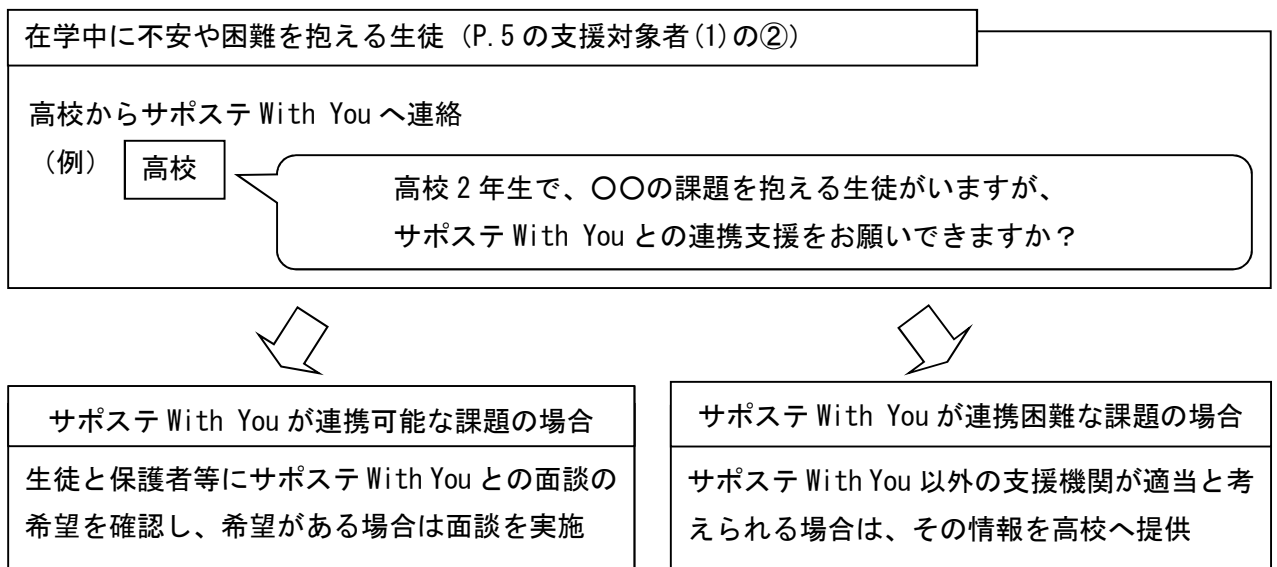 在学中に不安や困難を抱える生徒（P.5の支援対象者(1)の②）
高校からサポステ With You へ連絡
（例）
高校
高校2年生で、〇〇の課題を抱える生徒がいますが、
サポステ With You との連携支援をお願いできますか？
サポステ With You が連携可能な課題の場合
生徒と保護者等にサポステ With You との面談の
希望を確認し、希望がある場合は面談を実施
サポステ With You が連携困難な課題の場合
サポステ With You 以外の支援機関が適当と考
えられる場合は、その情報を高校へ提供